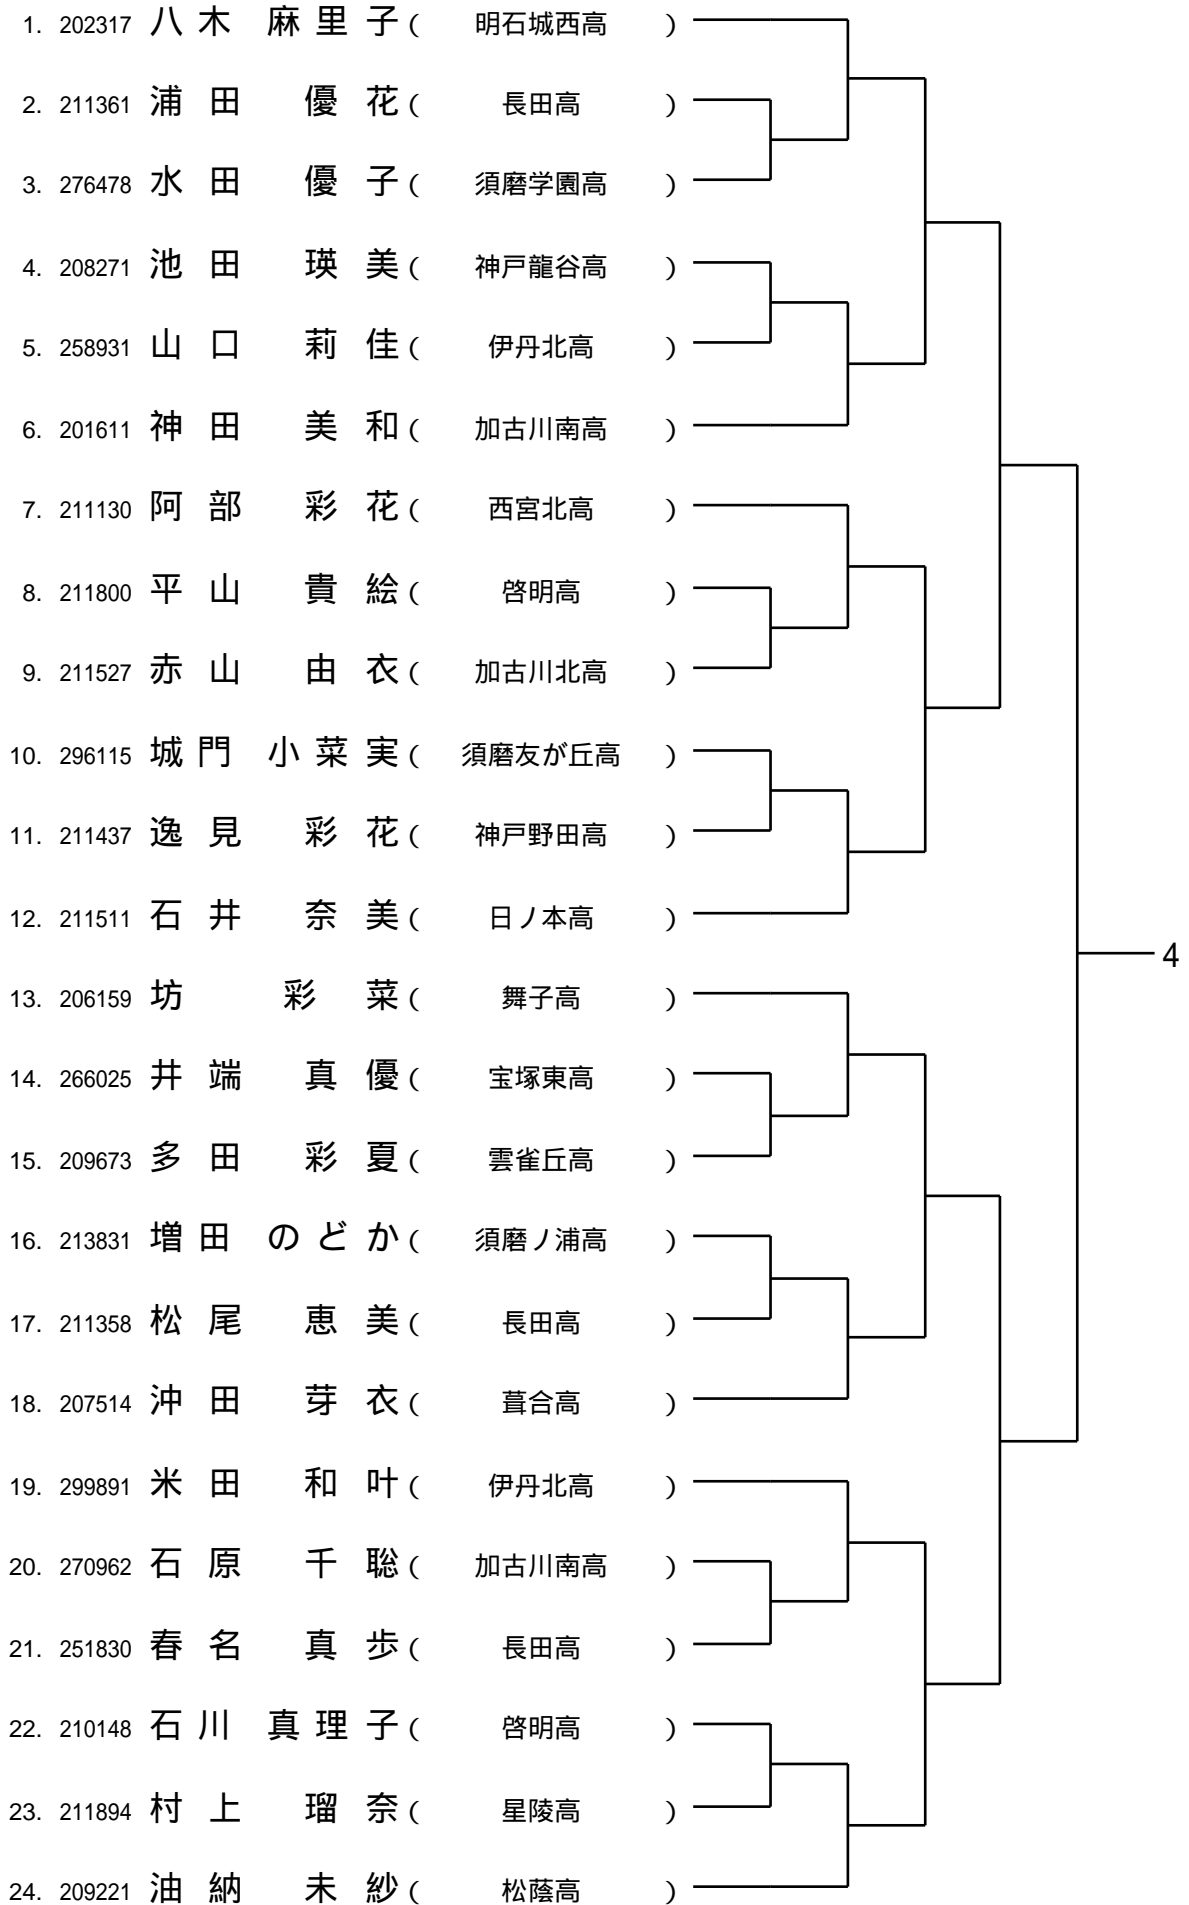 1. 202317 八木 麻里子( 明石城西高 )
2. 211361 浦田 優花( 長田高 )
3. 276478 水田 優子( 須磨学園高 )
4. 208271 池田 瑛美( 神戸龍谷高 )
5. 258931 山口 莉佳( 伊丹北高 )
6. 201611 神田 美和( 加古川南高 )
7. 211130 阿部 彩花( 西宮北高 )
8. 211800 平山 貴絵( 啓明高 )
9. 211527 赤山 由衣( 加古川北高 )
10. 296115 城門 小菜実( 須磨友が丘高 )
11. 211437 逸見 彩花( 神戸野田高 )
12. 211511 石井 奈美( 日ノ本高 )
4
13. 206159 坊 彩菜( 舞子高 )
14. 266025 井端 真優( 宝塚東高 )
15. 209673 多田 彩夏( 雲雀丘高 )
16. 213831 増田 のどか( 須磨ノ浦高 )
17. 211358 松尾 恵美( 長田高 )
18. 207514 沖田 芽衣( 葺合高 )
19. 299891 米田 和叶( 伊丹北高 )
20. 270962 石原 千聡( 加古川南高 )
21. 251830 春名 真歩( 長田高 )
22. 210148 石川 真理子( 啓明高 )
23. 211894 村上 瑠奈( 星陵高 )
24. 209221 油納 未紗( 松蔭高 )